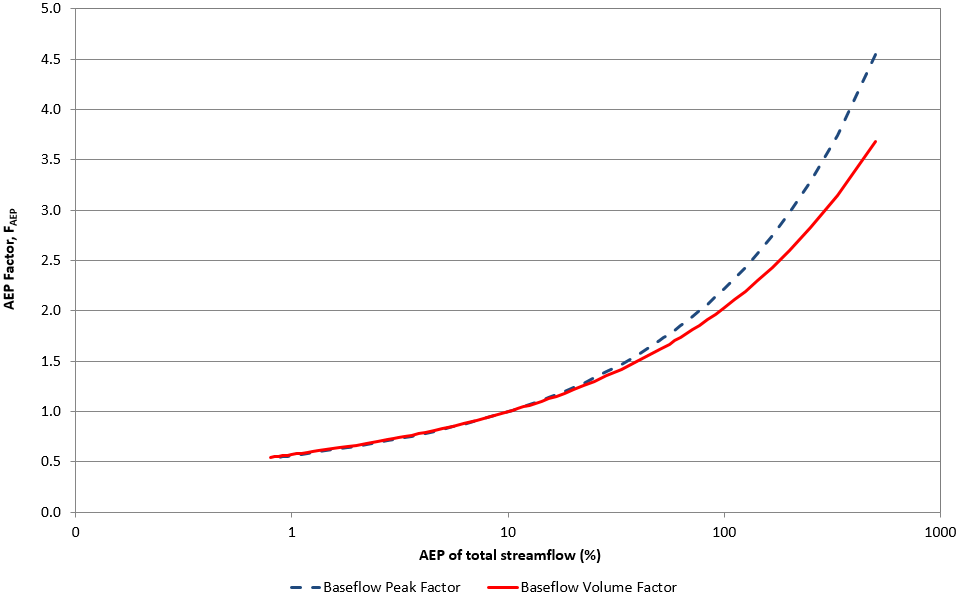 5.0
4.5
4.0
3.5
3.0
2.5
2.0
1.5
1.0
0.5
0.0
AEP Factor, FAEP
0 1 10 100 1000
AEP of total streamflow (%)
Baseflow Peak Factor Baseflow Volume Factor